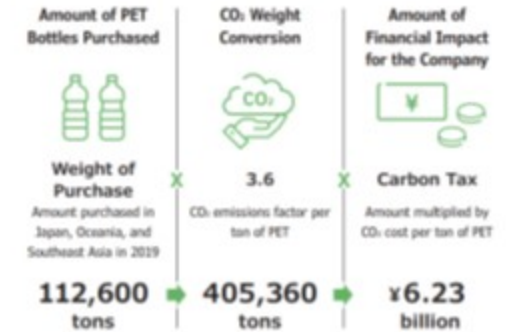 Amount of PET
Bottles Purchased
Weight of
Purchase
Amount purchased in
Japan, Oceania, and
Southeast Asia in 2019
112,600
tons
X
CO₂ Weight
Conversion
CO₂
3.6
CO₂ emissions factor per
ton of PET
405,360
tons
X
Amount of
Financial Impact
for the Company
¥
Carbon Tax
Amount multiplied by
CO₂ cost per ton of PET
¥6.23
billion